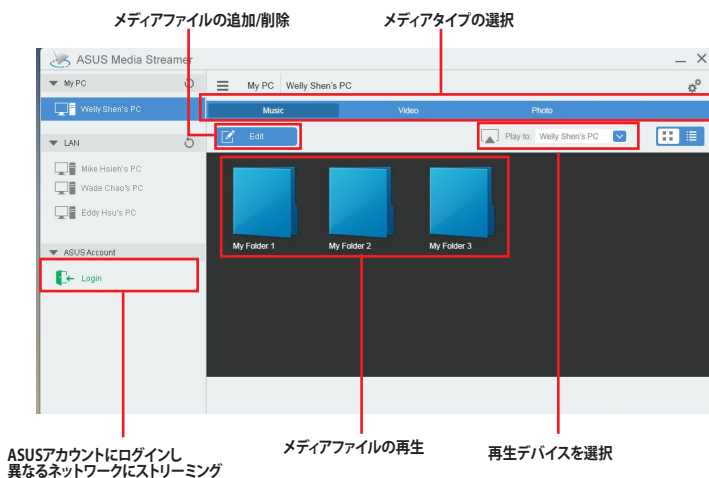 メディアファイルの追加/削除
メディアタイプの選択
ASUS Media Streamer
My PC
My PC Welly Shen's PC
Welly Shen's PC
Music Video Photo
Edit
Play to: Welly Shen's PC
LAN
Mike Hsieh's PC
Wade Chao's PC
Eddy Hsu's PC
My Folder 1 My Folder 2 My Folder 3
ASUS Account
Login
メディアファイルの再生
再生デバイスを選択
ASUSアカウントにログインし
異なるネットワークにストリーミング